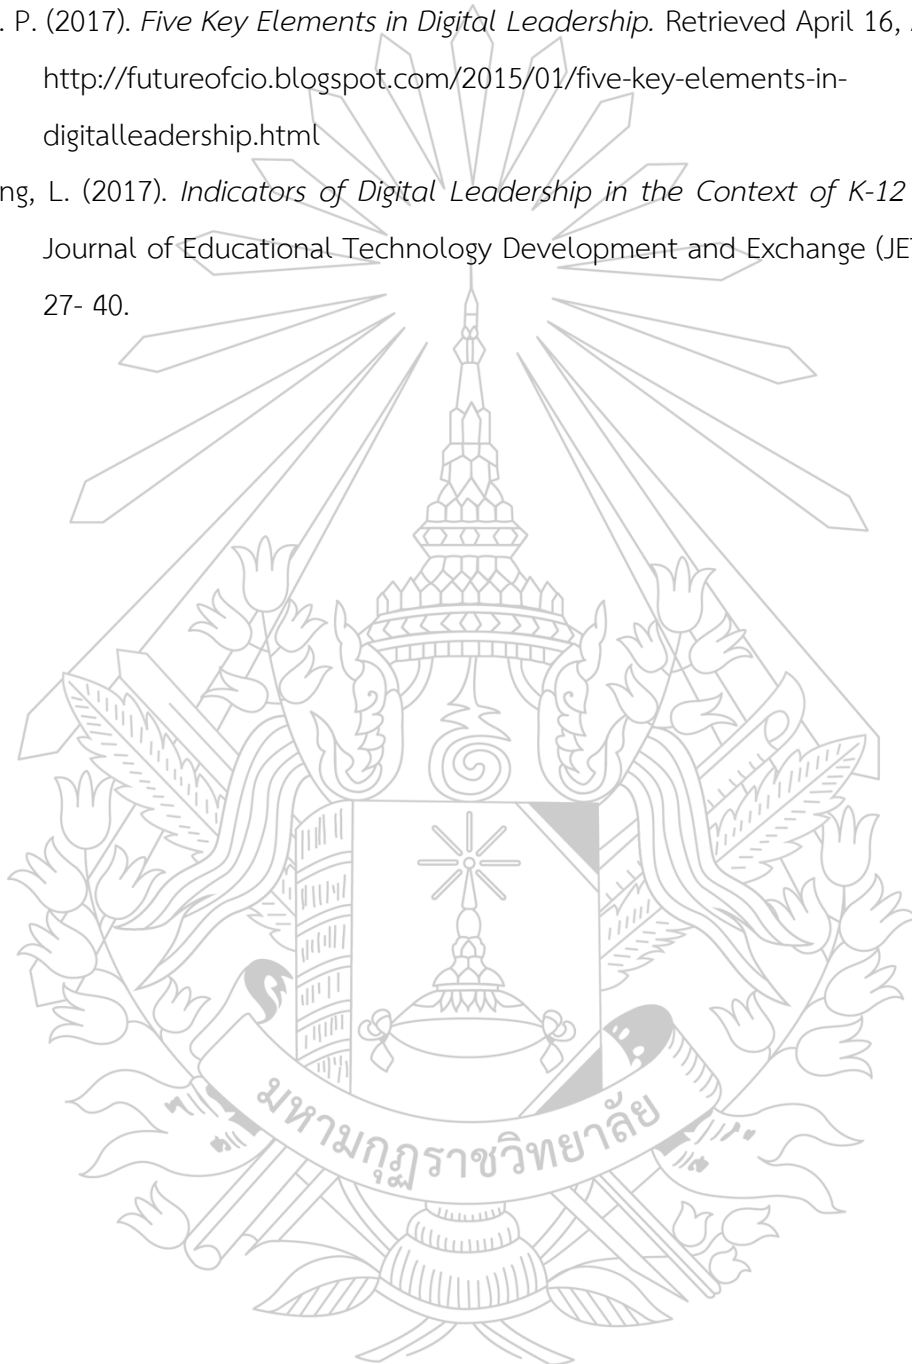 . P. (2017). Five Key Elements in Digital Leadership. Retrieved April 16,
http://futureofcio.blogspot.com/2015/01/five-key-elements-in-
digitalleadership.html
ng, L. (2017). Indicators of Digital Leadership in the Context of K-12
Journal of Educational Technology Development and Exchange (JET
27- 40.
มหามกุฏราชวิทยาลัย